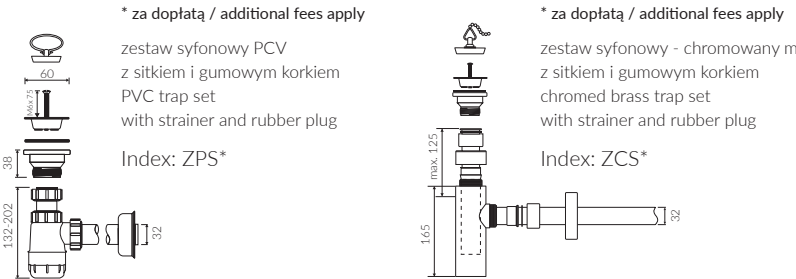 * za dopłatą / additional fees apply
zestaw syfonowy PCV
z sitkiem i gumowym korkiem
PVC trap set
with strainer and rubber plug
Index: ZPS*
60
M6x75
38
132-202
32
* za dopłatą / additional fees apply
zestaw syfonowy - chromowany m
z sitkiem i gumowym korkiem
chromed brass trap set
with strainer and rubber plug
Index: ZCS*
max. 125
165
32